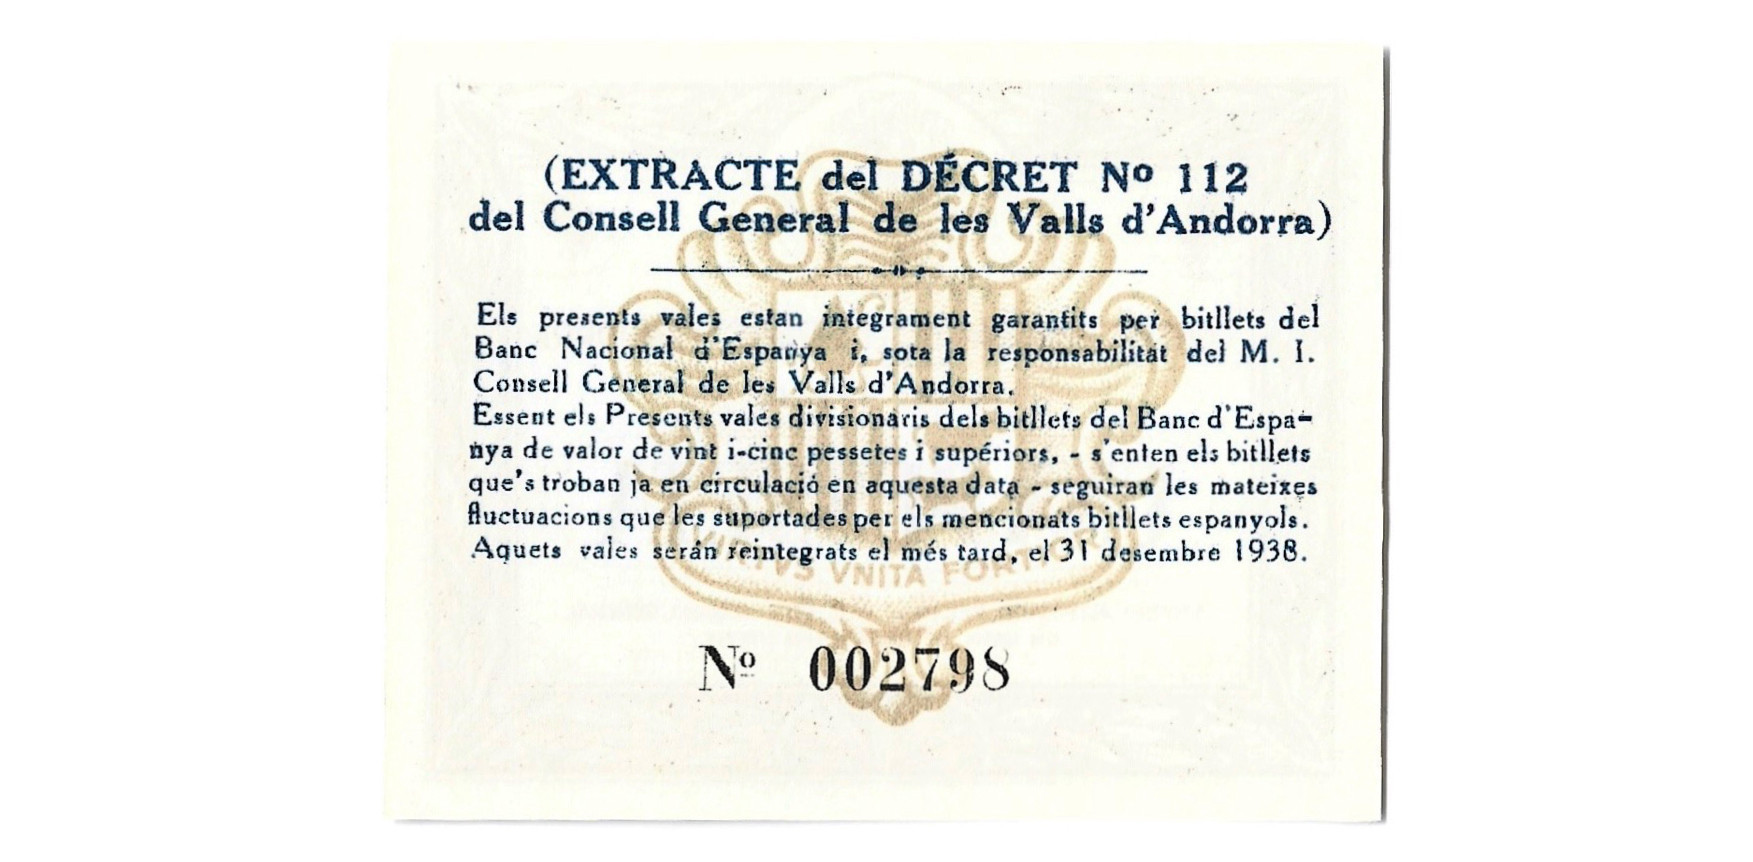 (EXTRACTE del DÉCRET Nº 112
del Consell General de les Valls d'Andorra)
Els presents vales estan integrament garantits per bitllets del
Banc Nacional d'Espanya i, sota la responsabilitat del M. I.
Consell General de les Valls d'Andorra.
Essent els Presents vales divisionaris dels bitllets del Banc d'Espa-
nya de valor de vint i-cinc pessetes i supériors, - s'enten els bitllets
que's troban ja en circulació en aquesta data - seguiran les mateixes
fluctuacions que les suportades per els mencionats bitllets espanyols.
Aquets vales serán reintegrats el més tard, el 31 desembre 1938.
VIRTVS VNITA FORTIOR
Nº 002798